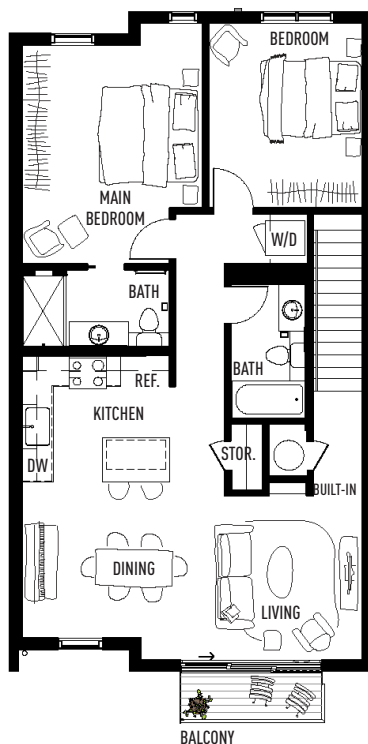 BEDROOM
MAIN
BEDROOM
W/D
BATH
BATH
REF.
KITCHEN
STOR.
DW
BUILT-IN
DINING
LIVING
BALCONY